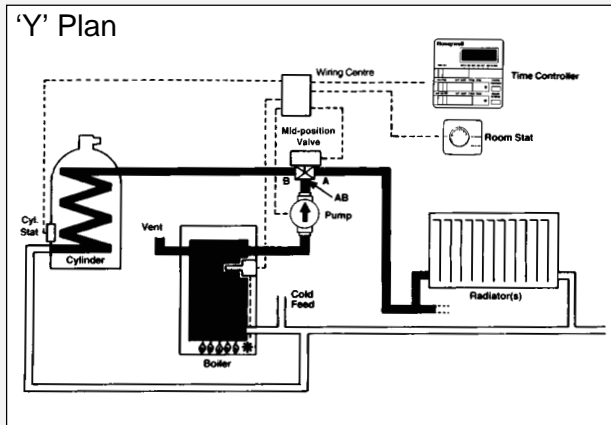 'Y' Plan
Honeywell
Wiring Centre
Time Controller
Mid-position
Valve
Room Stat
B
A
AB
Pump
Cyl.
Stat
Vent
Cylinder
Cold
Feed
Radiator(s)
Boiler